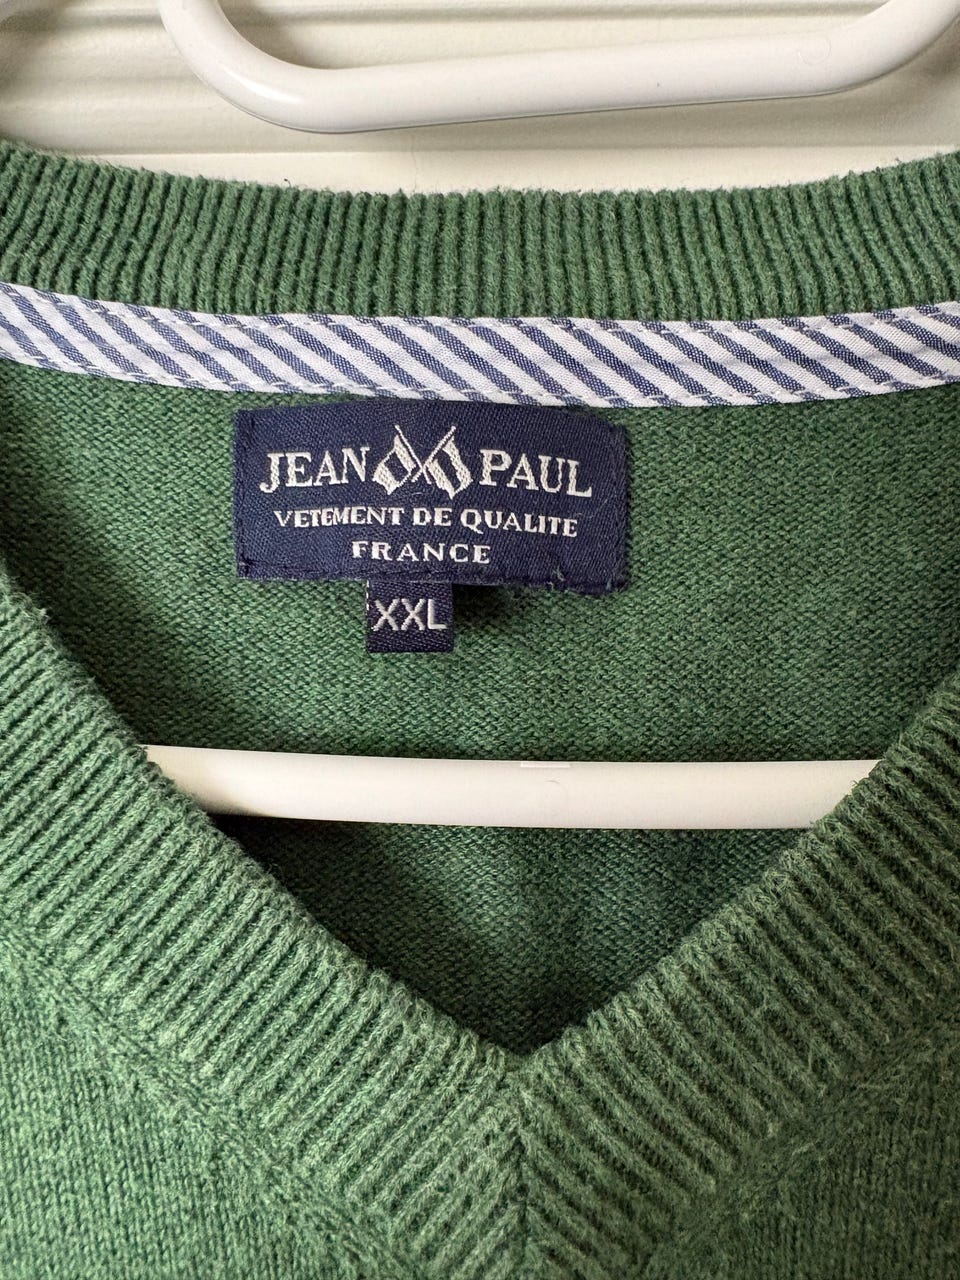 JEAN PAUL
VETEMENT DE QUALITE
FRANCE
XXL